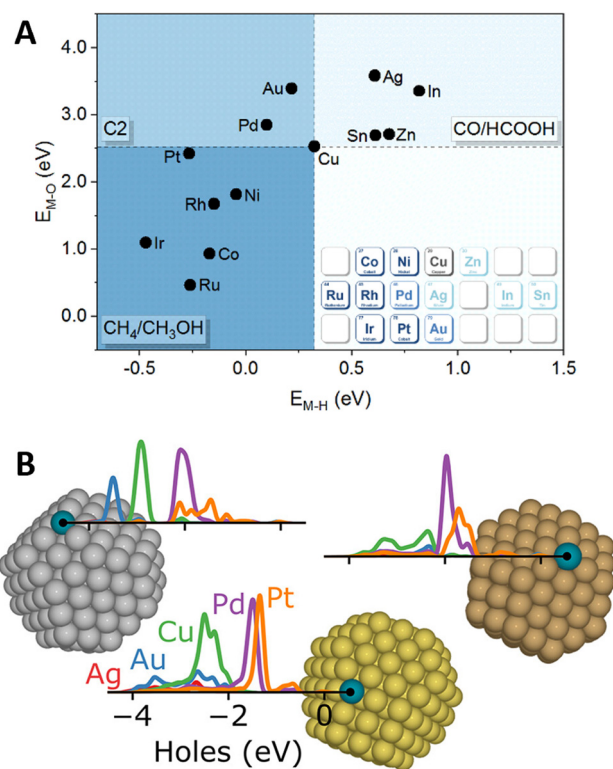 A
4.0
3.0
2.0
1.0
0.0
E_M-O (eV)
Au
Ag
In
Pd
Sn
Zn
C2
CO/HCOOH
Pt
Cu
Rh
Ni
Ir
Co
Ru
CH₄/CH₃OH
Co Ni Cu Zn
Ru Rh Pd Ag In Sn
Ir Pt Au
-0.5 0.0 0.5 1.0 1.5
E_M-H (eV)
B
Ag Au Cu Pd Pt
−4 −2 0
Holes (eV)